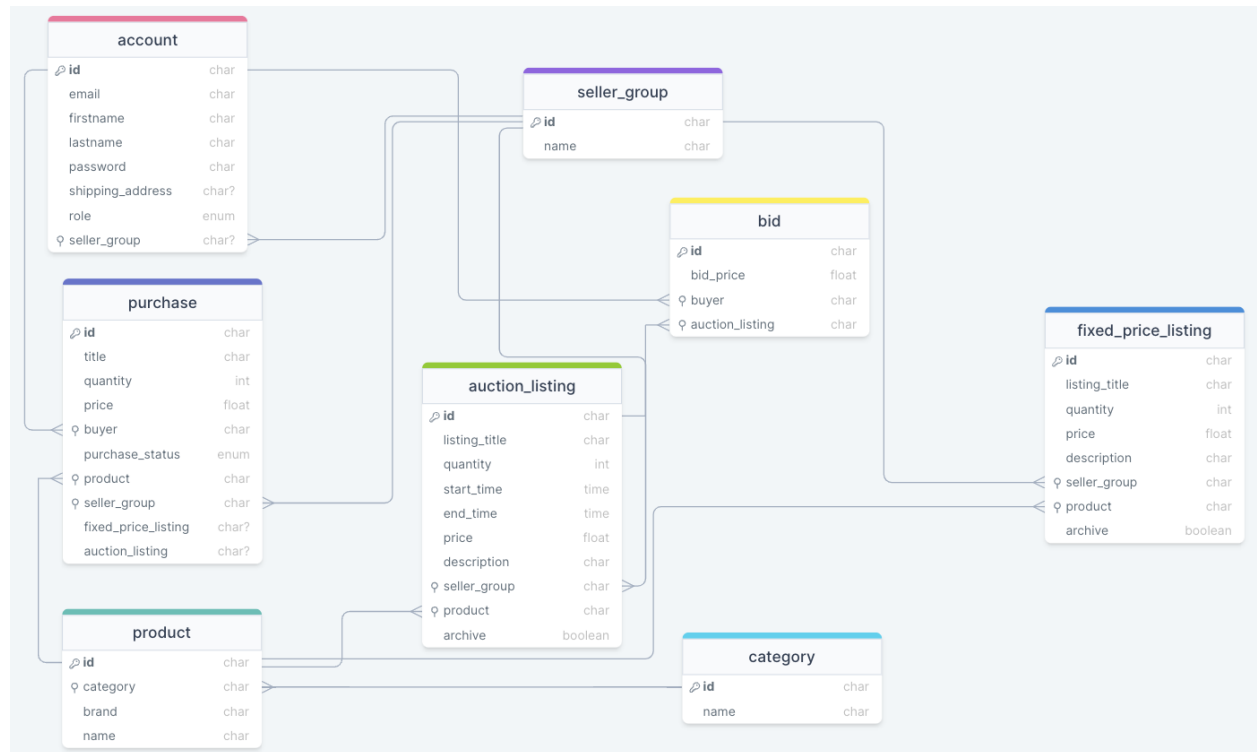 account
id char
email char
firstname char
lastname char
password char
shipping_address char?
role enum
seller_group char?
seller_group
id char
name char
bid
id char
bid_price float
buyer char
auction_listing char
purchase
id char
title char
quantity int
price float
buyer char
purchase_status enum
product char
seller_group char
fixed_price_listing char?
auction_listing char?
auction_listing
id char
listing_title char
quantity int
start_time time
end_time time
price float
description char
seller_group char
product char
archive boolean
fixed_price_listing
id char
listing_title char
quantity int
price float
description char
seller_group char
product char
archive boolean
product
id char
category char
brand char
name char
category
id char
name char